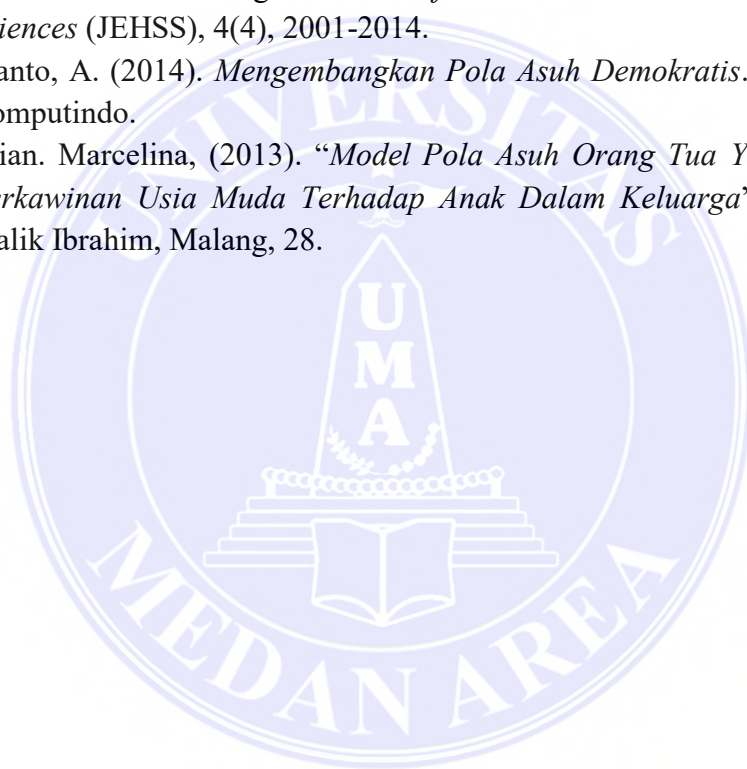 iences (JEHSS), 4(4), 2001-2014.
anto, A. (2014). Mengembangkan Pola Asuh Demokratis.
omputindo.
ian. Marcelina, (2013). “Model Pola Asuh Orang Tua Y
erkawinan Usia Muda Terhadap Anak Dalam Keluarga”
alik Ibrahim, Malang, 28.
UNIVERSITAS
U
M
A
MEDAN AREA